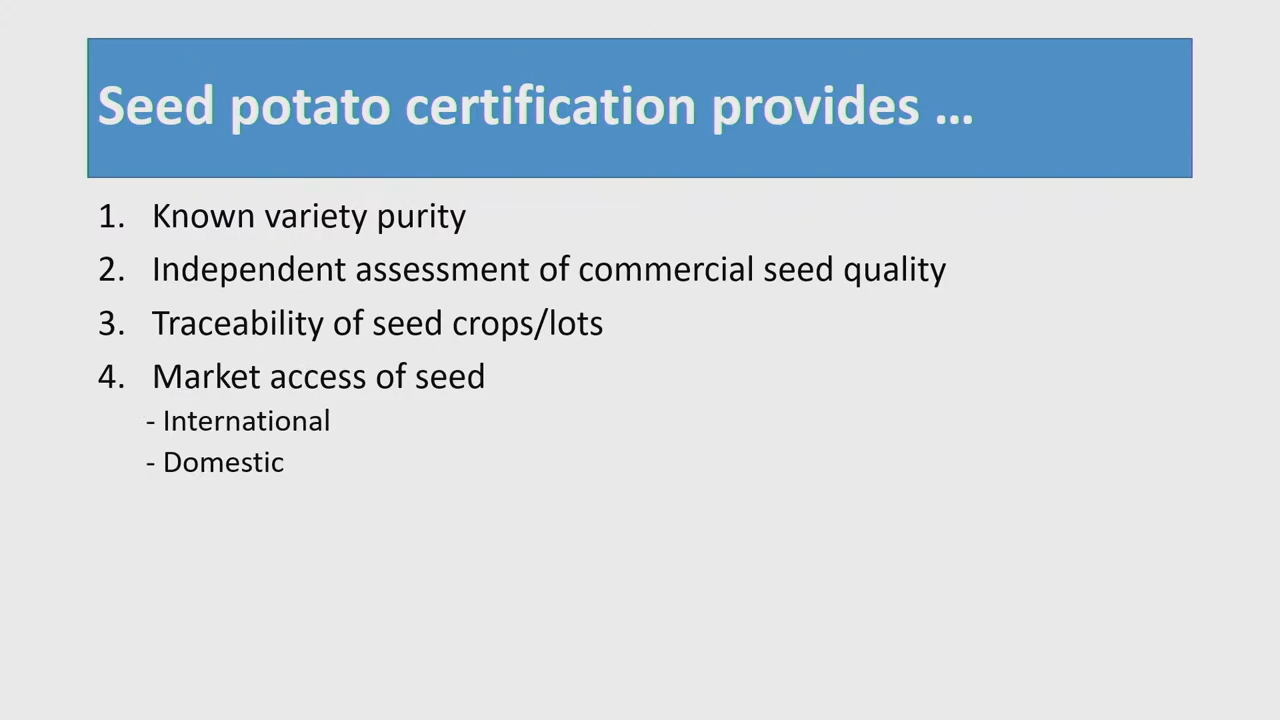 Seed potato certification provides …
1. Known variety purity
2. Independent assessment of commercial seed quality
3. Traceability of seed crops/lots
4. Market access of seed
- International
- Domestic